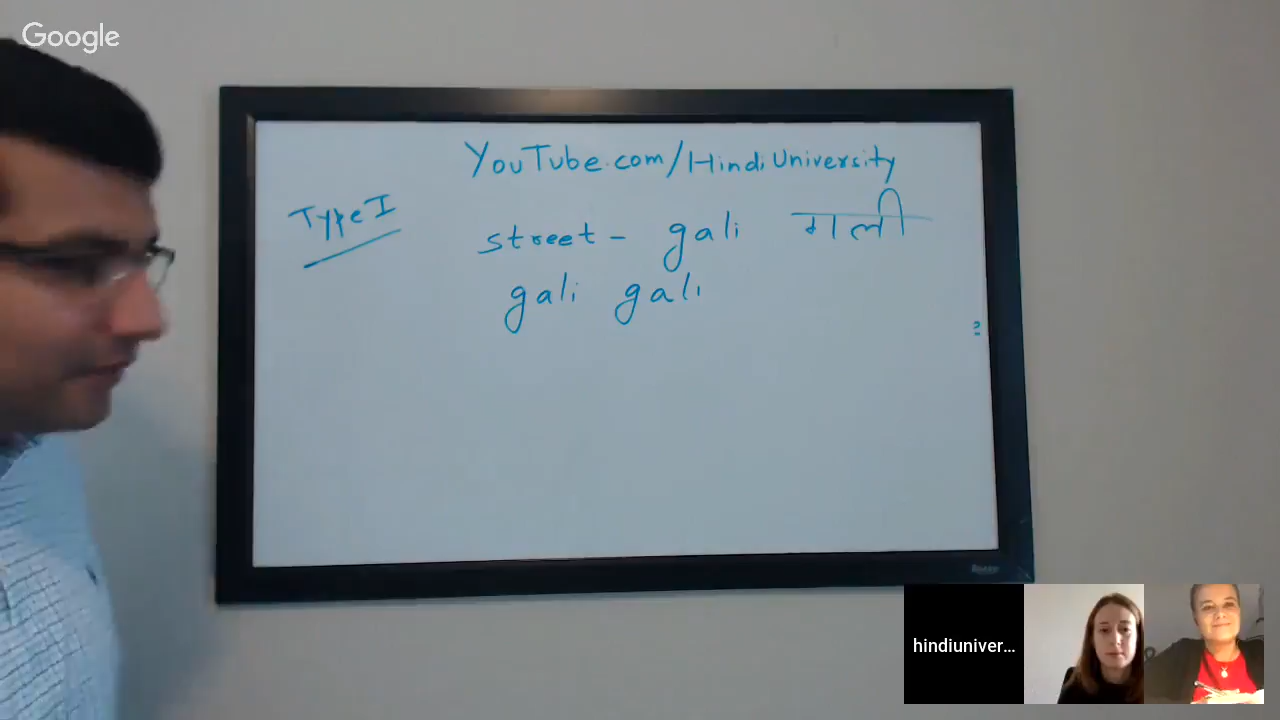 Google
YouTube.com/HindiUniversity
Type I
street - gali गली
gali gali
?
hindiuniver...